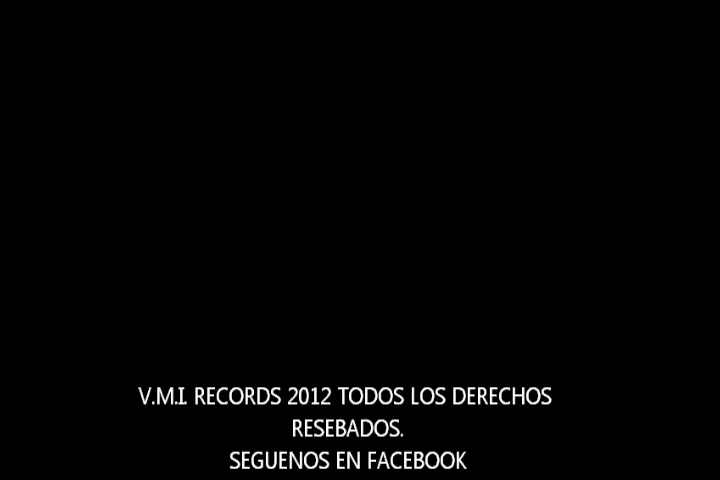 V.M.I. RECORDS 2012 TODOS LOS DERECHOS
RESEBADOS.
SEGUENOS EN FACEBOOK